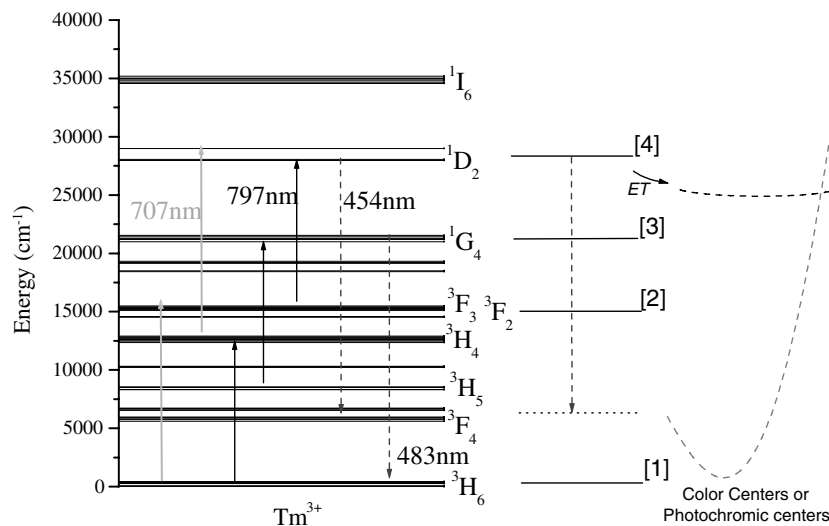 40000
35000
30000
25000
20000
15000
10000
5000
0
Energy (cm⁻¹)
Tm³⁺
¹I₆
¹D₂
¹G₄
³F₃ ³F₂
³H₄
³H₅
³F₄
³H₆
707nm
797nm
454nm
483nm
[4]
ET
[3]
[2]
[1]
Color Centers or
Photochromic centers